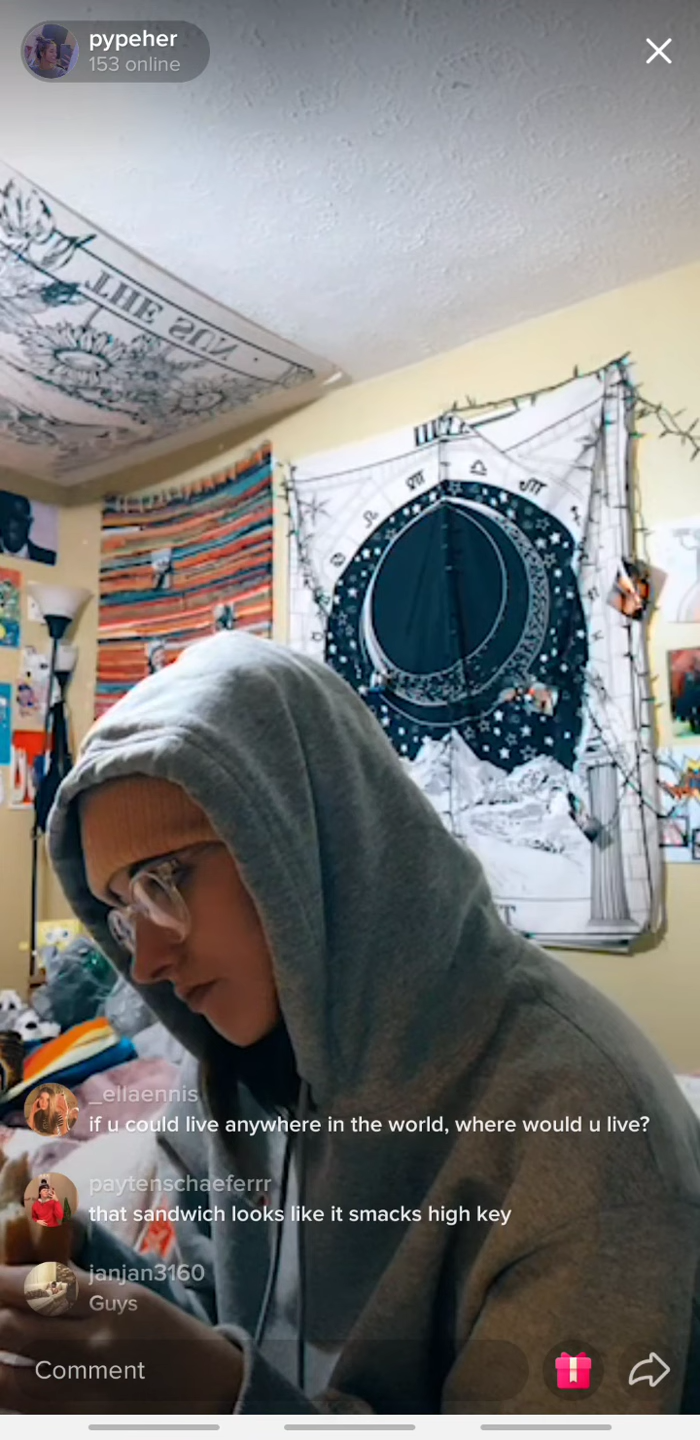 pypeher
153 online
THE SUN
_ellaennis
if u could live anywhere in the world, where would u live?
paytenschaeferrr
that sandwich looks like it smacks high key
janjan3160
Guys
Comment